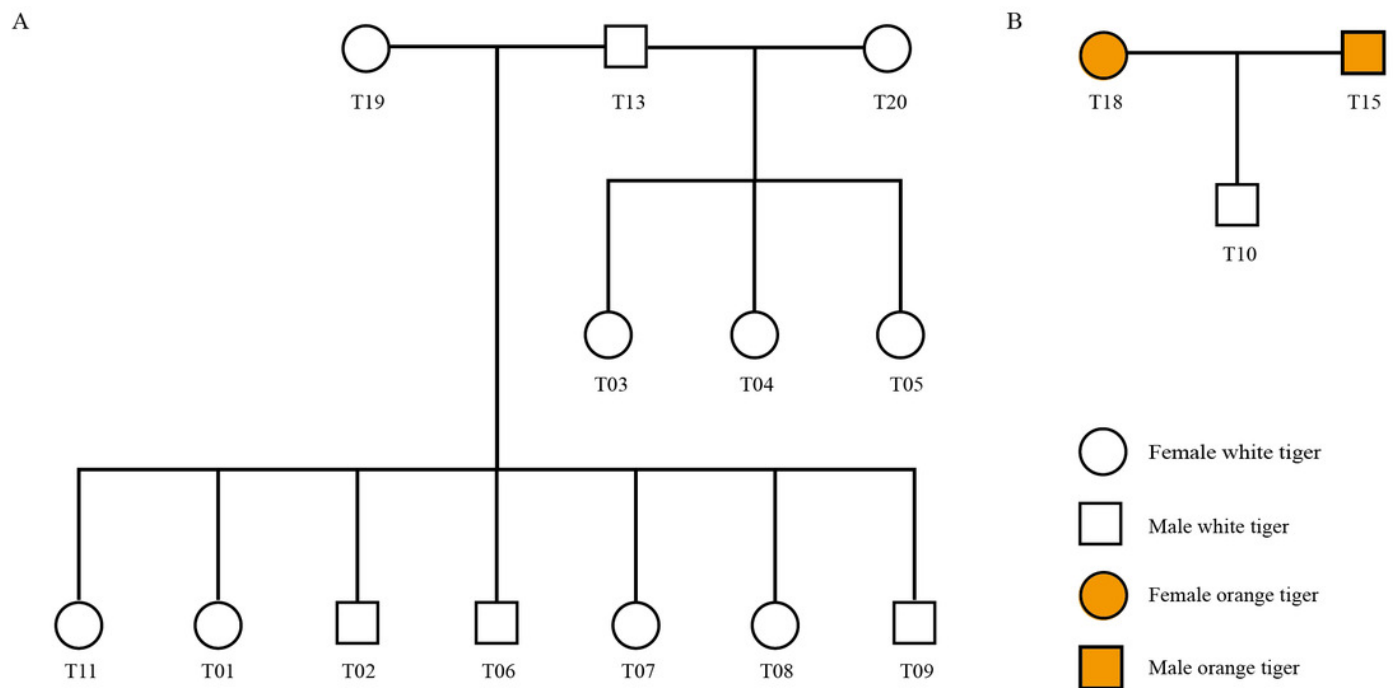 A
B
T19
T13
T20
T18
T15
T10
T03
T04
T05
Female white tiger
Male white tiger
Female orange tiger
Male orange tiger
T11
T01
T02
T06
T07
T08
T09